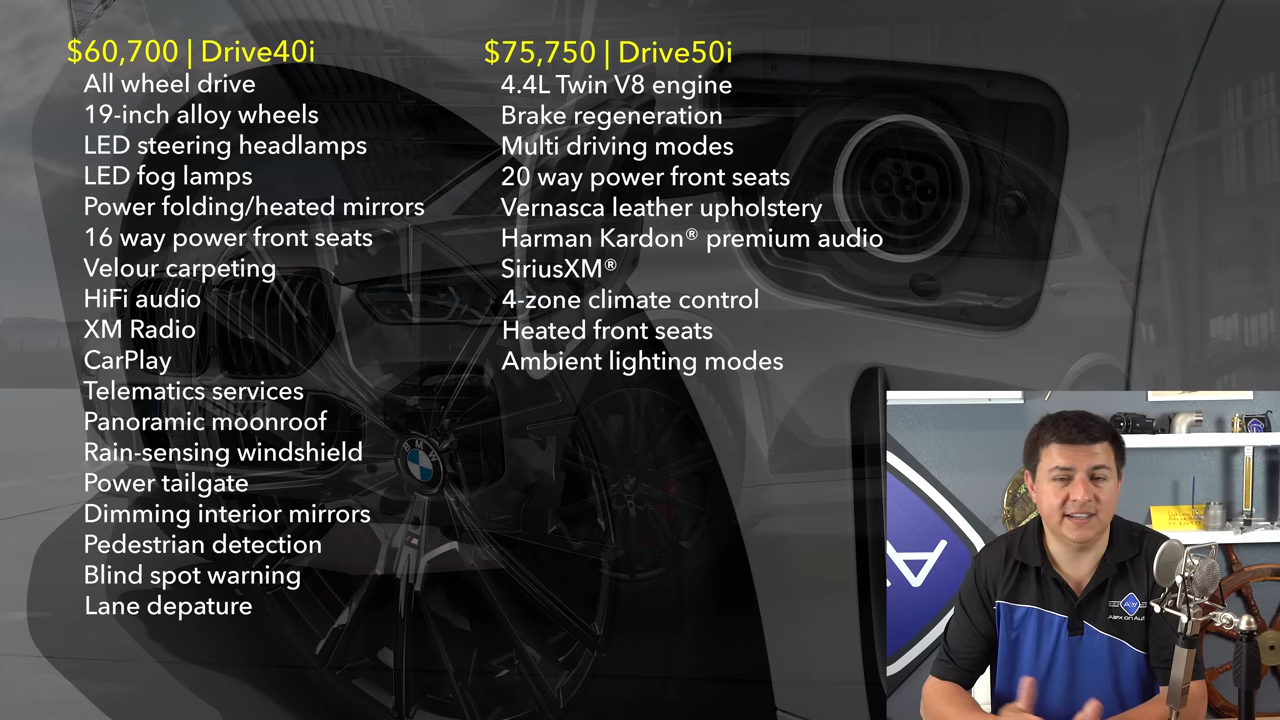 $60,700 | Drive40i
All wheel drive
19-inch alloy wheels
LED steering headlamps
LED fog lamps
Power folding/heated mirrors
16 way power front seats
Velour carpeting
HiFi audio
XM Radio
CarPlay
Telematics services
Panoramic moonroof
Rain-sensing windshield
Power tailgate
Dimming interior mirrors
Pedestrian detection
Blind spot warning
Lane depature
$75,750 | Drive50i
4.4L Twin V8 engine
Brake regeneration
Multi driving modes
20 way power front seats
Vernasca leather upholstery
Harman Kardon® premium audio
SiriusXM®
4-zone climate control
Heated front seats
Ambient lighting modes
BMW
Alex on Aut